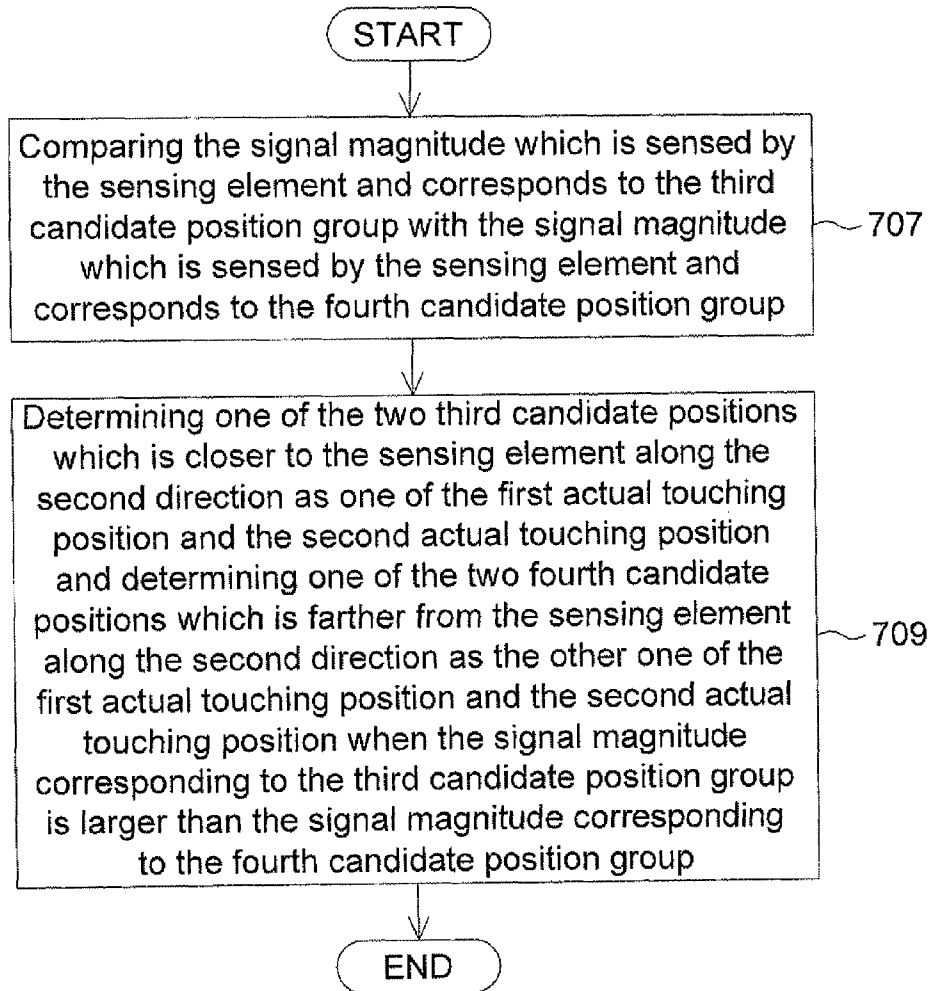 START
Comparing the signal magnitude which is sensed by
the sensing element and corresponds to the third
candidate position group with the signal magnitude
which is sensed by the sensing element and
corresponds to the fourth candidate position group
707
Determining one of the two third candidate positions
which is closer to the sensing element along the
second direction as one of the first actual touching
position and the second actual touching position
and determining one of the two fourth candidate
positions which is farther from the sensing element
along the second direction as the other one of the
first actual touching position and the second actual
touching position when the signal magnitude
corresponding to the third candidate position group
is larger than the signal magnitude corresponding
to the fourth candidate position group
709
END